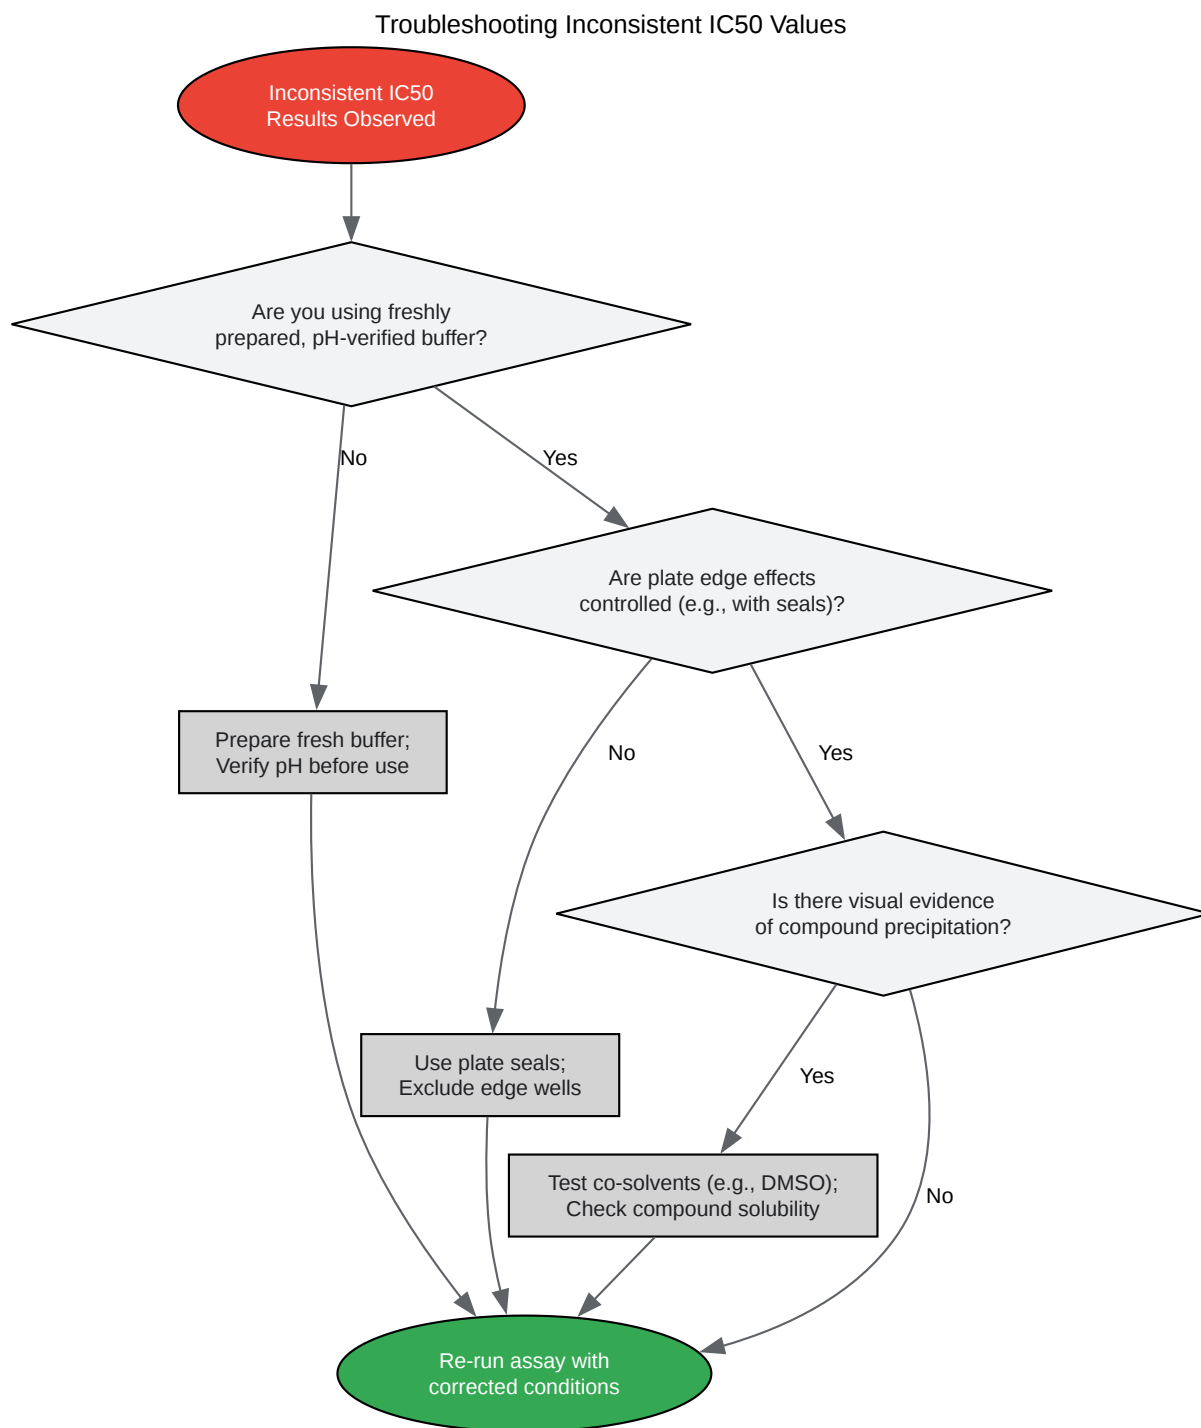 Troubleshooting Inconsistent IC50 Values
Inconsistent IC50
Results Observed
Are you using freshly
prepared, pH-verified buffer?
No
Yes
Are plate edge effects
controlled (e.g., with seals)?
Prepare fresh buffer;
Verify pH before use
No
Yes
Is there visual evidence
of compound precipitation?
Use plate seals;
Exclude edge wells
Yes
Test co-solvents (e.g., DMSO);
Check compound solubility
No
Re-run assay with
corrected conditions